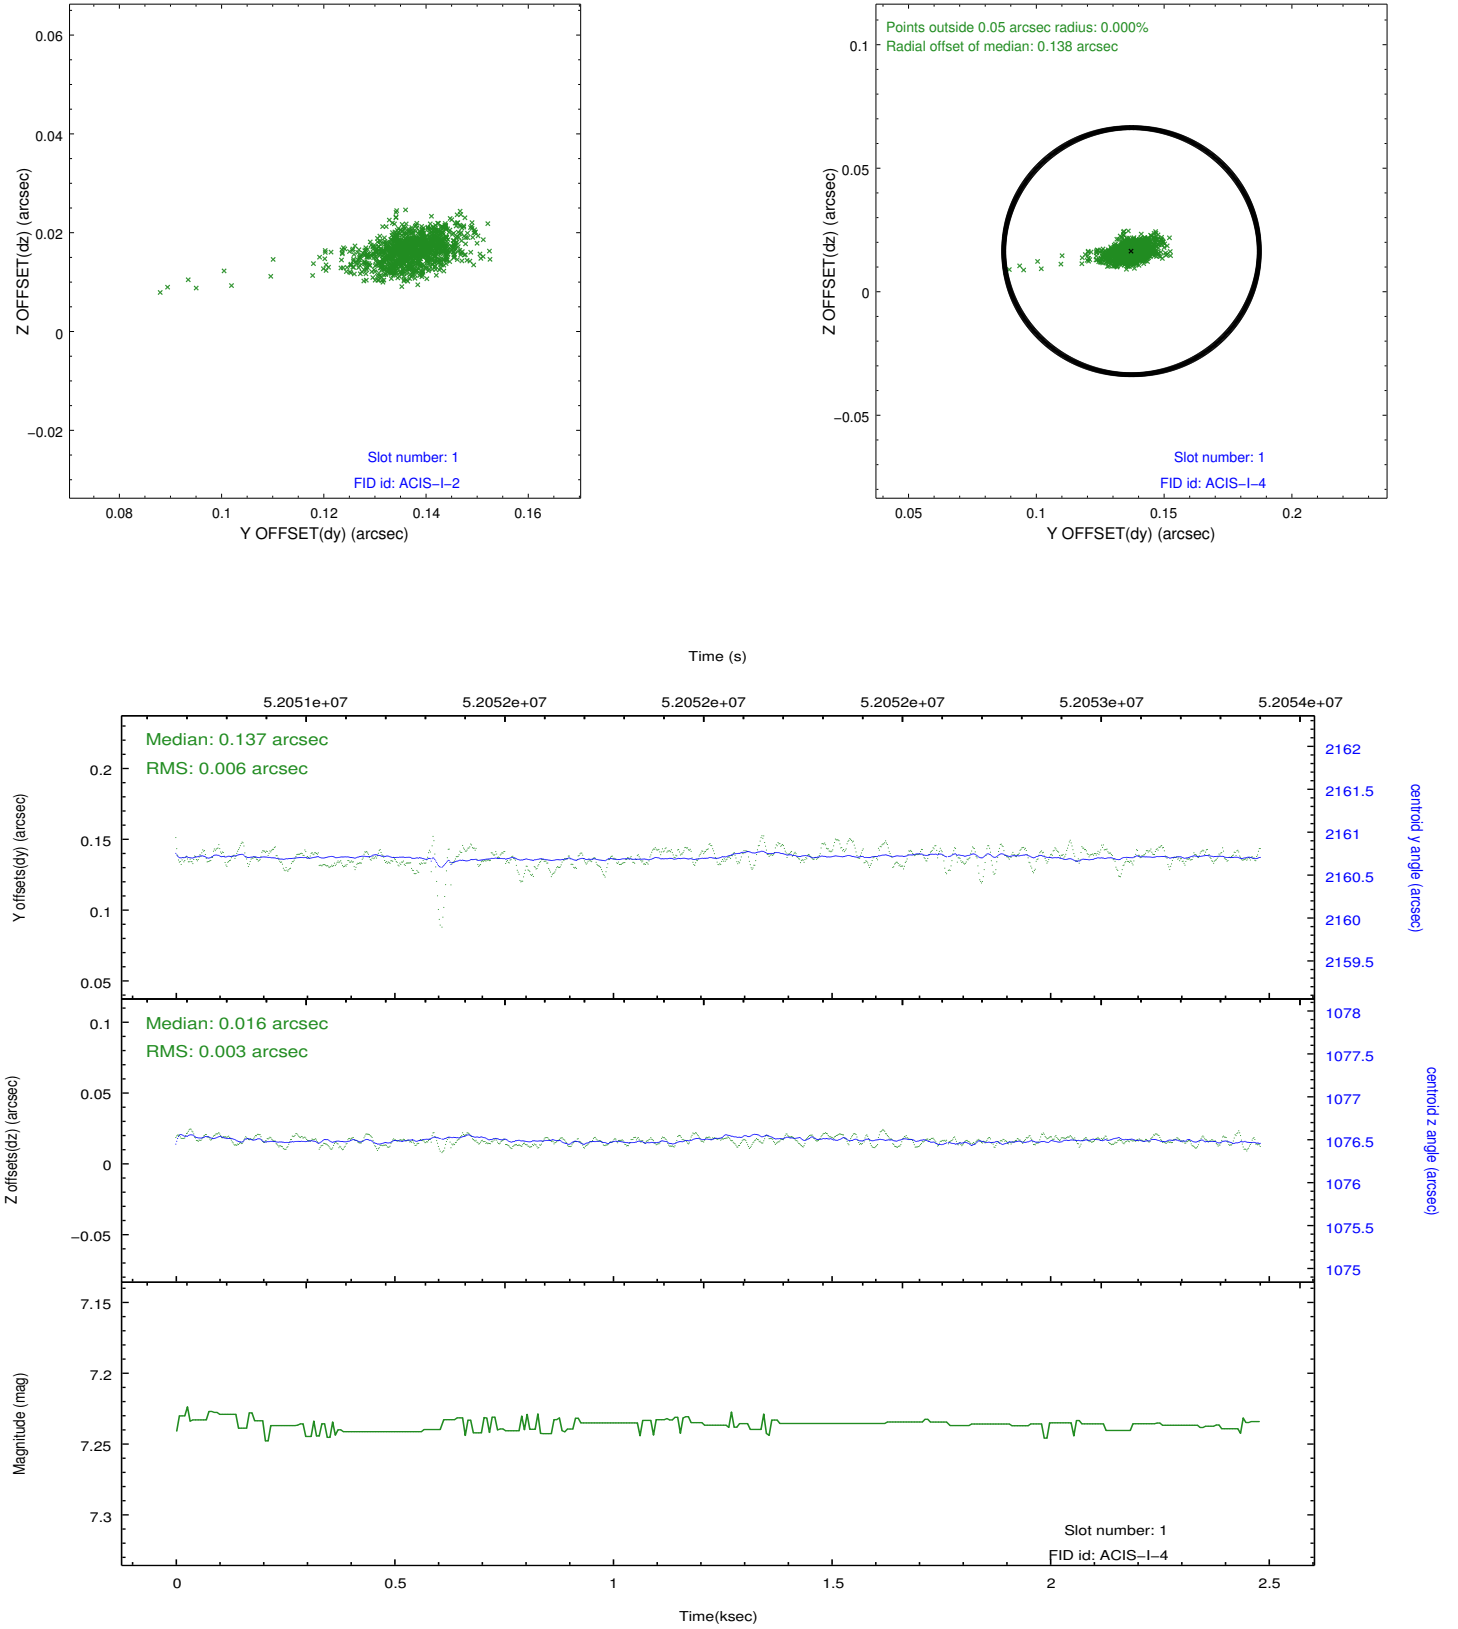 0.06
0.04
0.02
0
−0.02
Z OFFSET(dz) (arcsec)
Slot number: 1
FID id: ACIS−I−2
0.08 0.1 0.12 0.14 0.16
Y OFFSET(dy) (arcsec)
Points outside 0.05 arcsec radius: 0.000%
Radial offset of median: 0.138 arcsec
0.1
0.05
0
−0.05
Z OFFSET(dz) (arcsec)
Slot number: 1
FID id: ACIS−I−4
0.05 0.1 0.15 0.2
Y OFFSET(dy) (arcsec)
Time (s)
5.2051e+07 5.2052e+07 5.2052e+07 5.2052e+07 5.2053e+07 5.2054e+07
Median: 0.137 arcsec
RMS: 0.006 arcsec
0.2
0.15
0.1
0.05
Y offsets(dy) (arcsec)
2162
2161.5
2161
2160.5
2160
2159.5
centroid y angle (arcsec)
Median: 0.016 arcsec
RMS: 0.003 arcsec
0.1
0.05
0
−0.05
Z offsets(dz) (arcsec)
1078
1077.5
1077
1076.5
1076
1075.5
1075
centroid z angle (arcsec)
7.15
7.2
7.25
7.3
Magnitude (mag)
Slot number: 1
FID id: ACIS−I−4
0 0.5 1 1.5 2 2.5
Time(ksec)